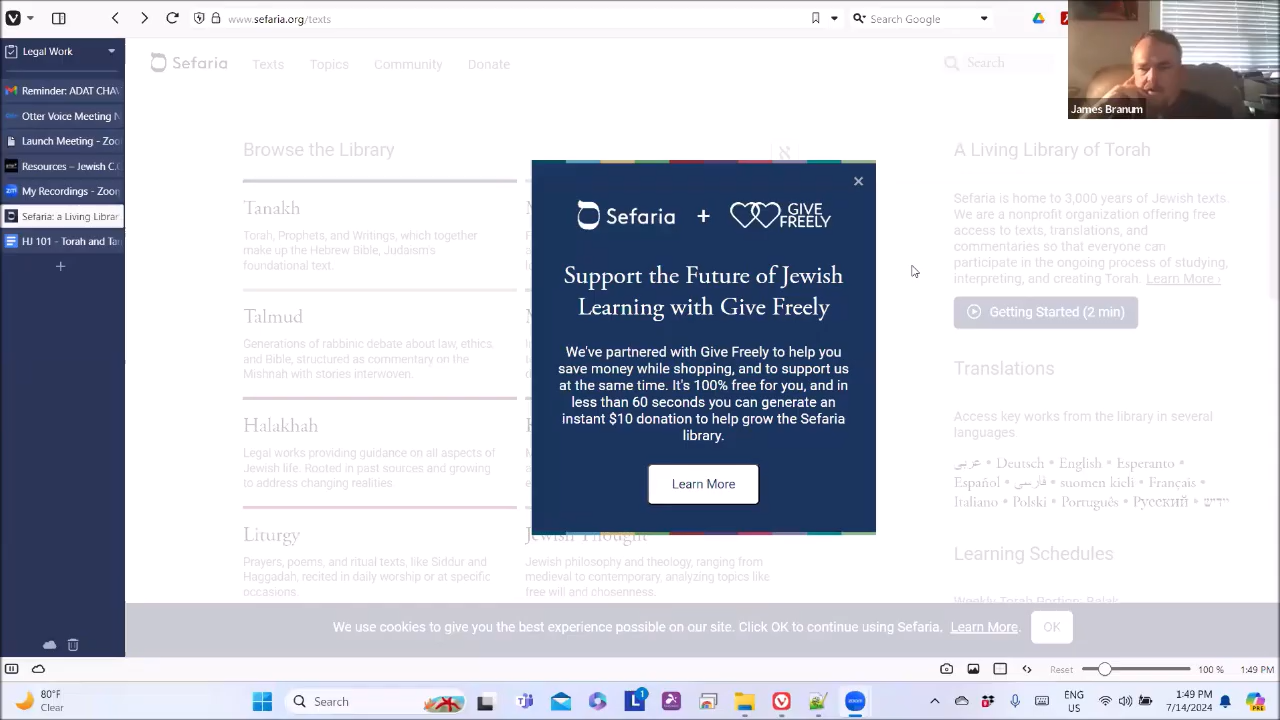 Legal Work
www.sefaria.org/texts
Search Google
James Branum
Reminder: ADAT CHAV
Otter Voice Meeting N
Launch Meeting - Zoo
Resources – Jewish C.O
My Recordings - Zoom
Sefaria: a Living Librar
HJ 101 - Torah and Ta
Sefaria
Texts
Topics
Community
Donate
Search
Browse the Library
A Living Library of Torah
Tanakh
Torah, Prophets, and Writings, which together
make up the Hebrew Bible, Judaism's
foundational text.
Talmud
Generations of rabbinic debate about law, ethics,
and Bible, structured as commentary on the
Mishnah with stories interwoven.
Halakhah
Legal works providing guidance on all aspects of
Jewish life. Rooted in past sources and growing
to address changing realities
Liturgy
Prayers, poems, and ritual texts, like Siddur and
Haggadah, recited in daily worship or at specific
occasions.
Jewish Thought
Jewish philosophy and theology, ranging from
medieval to contemporary, analyzing topics like
free will and chosenness.
Sefaria + GIVE FREELY
Support the Future of Jewish
Learning with Give Freely
We've partnered with Give Freely to help you
save money while shopping, and to support us
at the same time. It's 100% free for you, and in
less than 60 seconds you can generate an
instant $10 donation to help grow the Sefaria
library.
Learn More
Sefaria is home to 3,000 years of Jewish texts.
We are a nonprofit organization offering free
access to texts, translations, and
commentaries so that everyone can
participate in the ongoing process of studying,
interpreting, and creating Torah. Learn More ›
Getting Started (2 min)
Translations
Access key works from the library in several
languages
عربى • Deutsch • English • Esperanto •
Español • فارسی • suomen kieli • Français •
Italiano • Polski • Português • Русский • יידיש
Learning Schedules
Weekly Torah Portion: Balak
We use cookies to give you the best experience possible on our site. Click OK to continue using Sefaria. Learn More.
OK
Reset
100 %
1:49 PM
80°F
Clear
Search
1
ENG
US
1:49 PM
7/14/2024
PRE